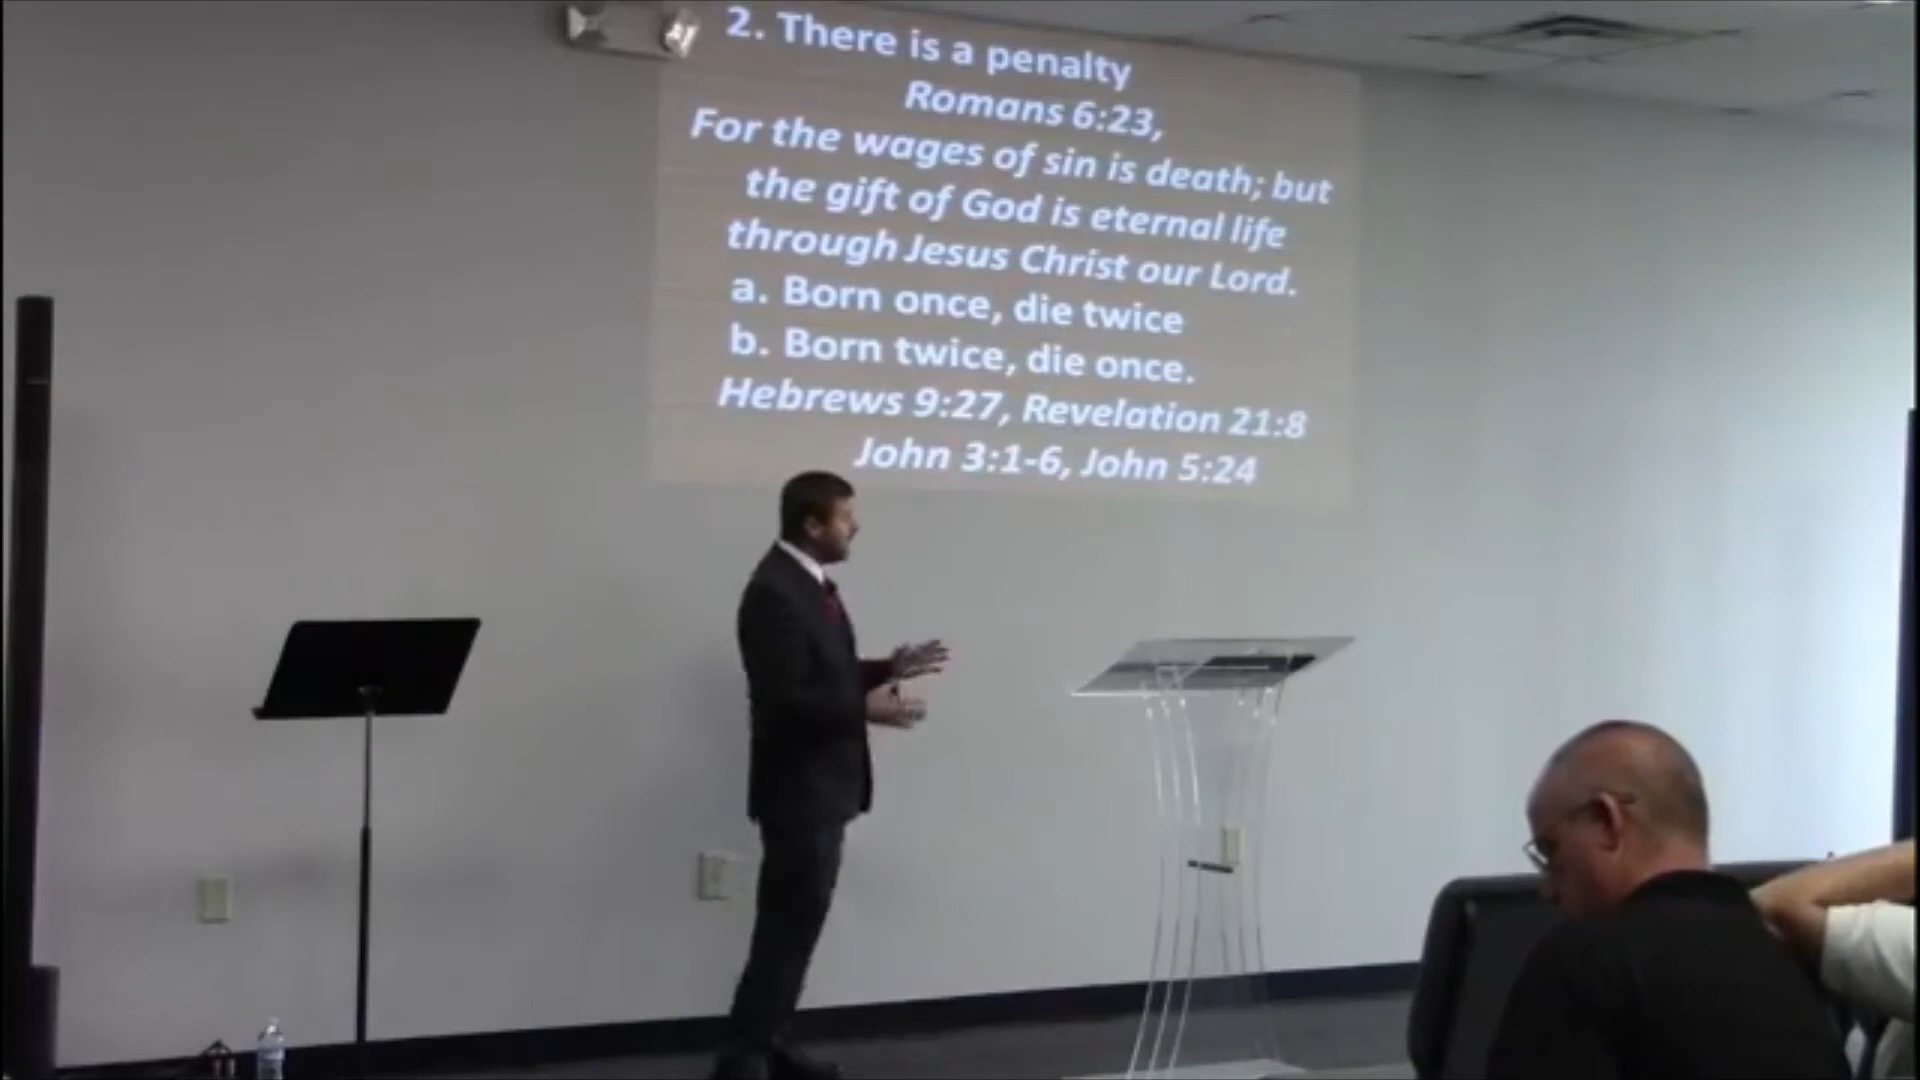 2. There is a penalty
Romans 6:23,
For the wages of sin is death; but
the gift of God is eternal life
through Jesus Christ our Lord.
a. Born once, die twice
b. Born twice, die once.
Hebrews 9:27, Revelation 21:8
John 3:1-6, John 5:24